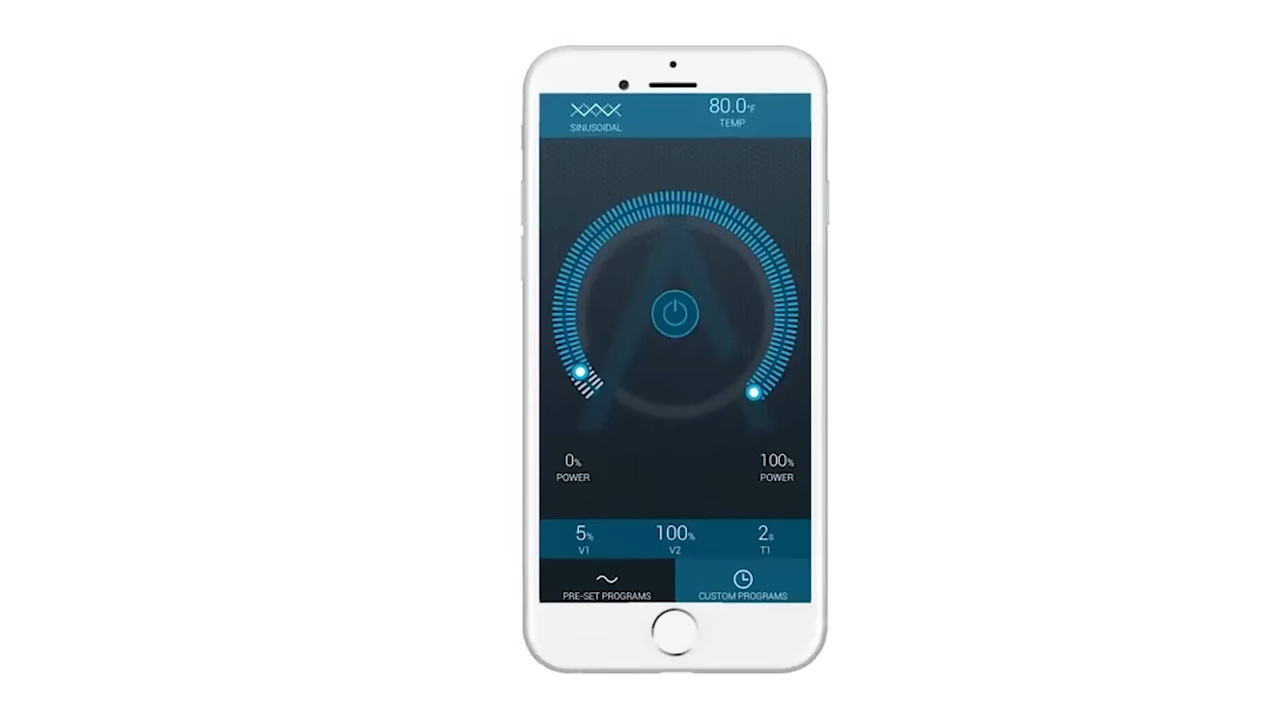 80.0°F
SINUSOIDAL
TEMP
0%
100%
POWER
POWER
5%
100%
2s
V1
V2
T1
PRE-SET PROGRAMS
CUSTOM PROGRAMS